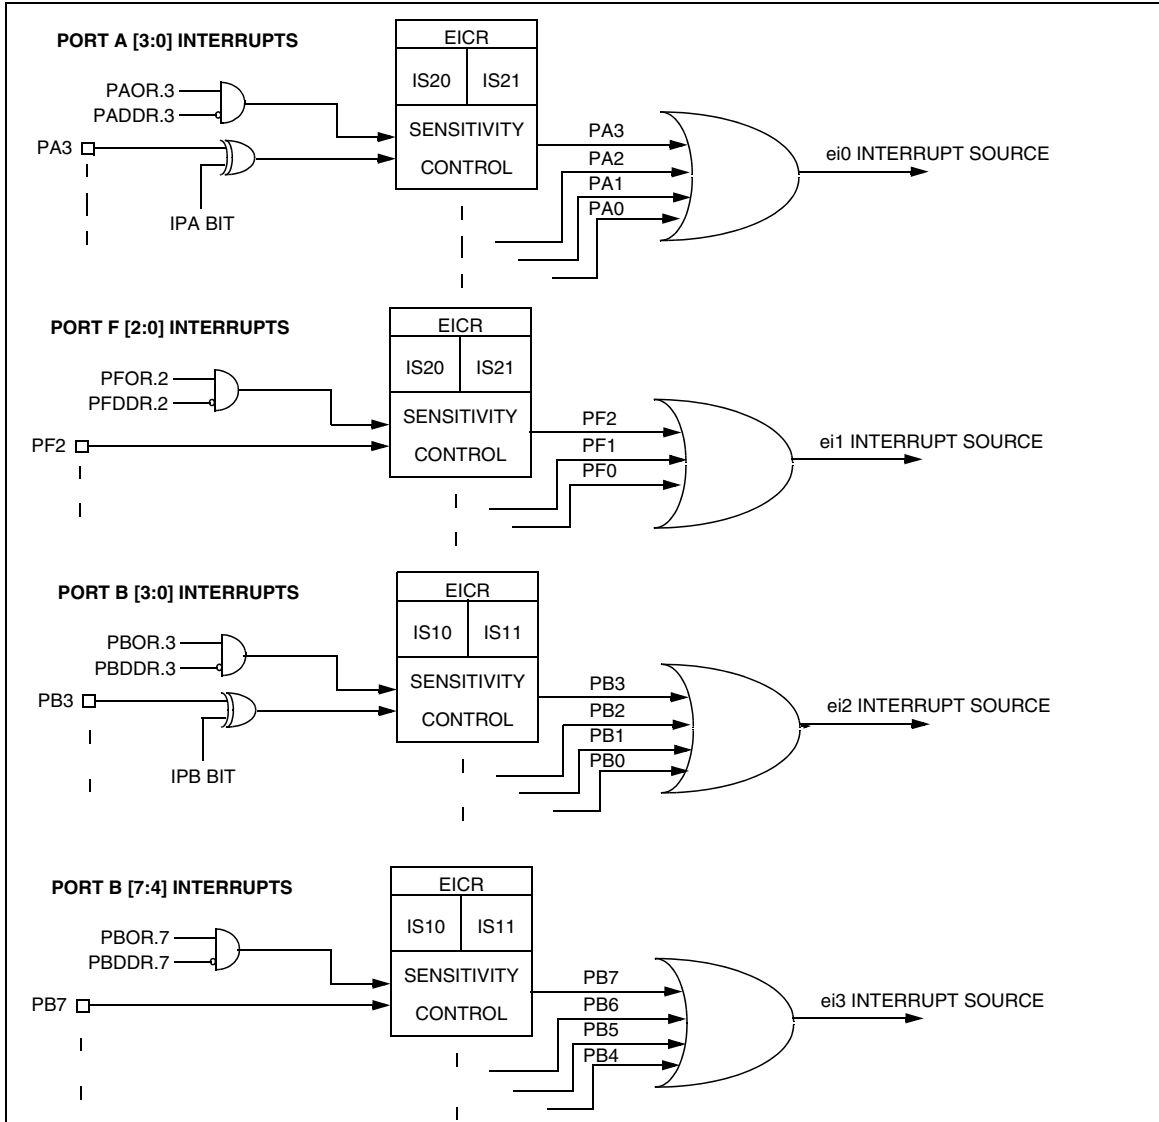 PORT A [3:0] INTERRUPTS
EICR
IS20 IS21
PAOR.3
PADDR.3
SENSITIVITY
CONTROL
PA3
IPA BIT
PA3
PA2
PA1
PA0
ei0 INTERRUPT SOURCE
PORT F [2:0] INTERRUPTS
EICR
IS20 IS21
PFOR.2
PFDDR.2
SENSITIVITY
CONTROL
PF2
PF2
PF1
PF0
ei1 INTERRUPT SOURCE
PORT B [3:0] INTERRUPTS
EICR
IS10 IS11
PBOR.3
PBDDR.3
SENSITIVITY
CONTROL
PB3
IPB BIT
PB3
PB2
PB1
PB0
ei2 INTERRUPT SOURCE
PORT B [7:4] INTERRUPTS
EICR
IS10 IS11
PBOR.7
PBDDR.7
SENSITIVITY
CONTROL
PB7
PB7
PB6
PB5
PB4
ei3 INTERRUPT SOURCE